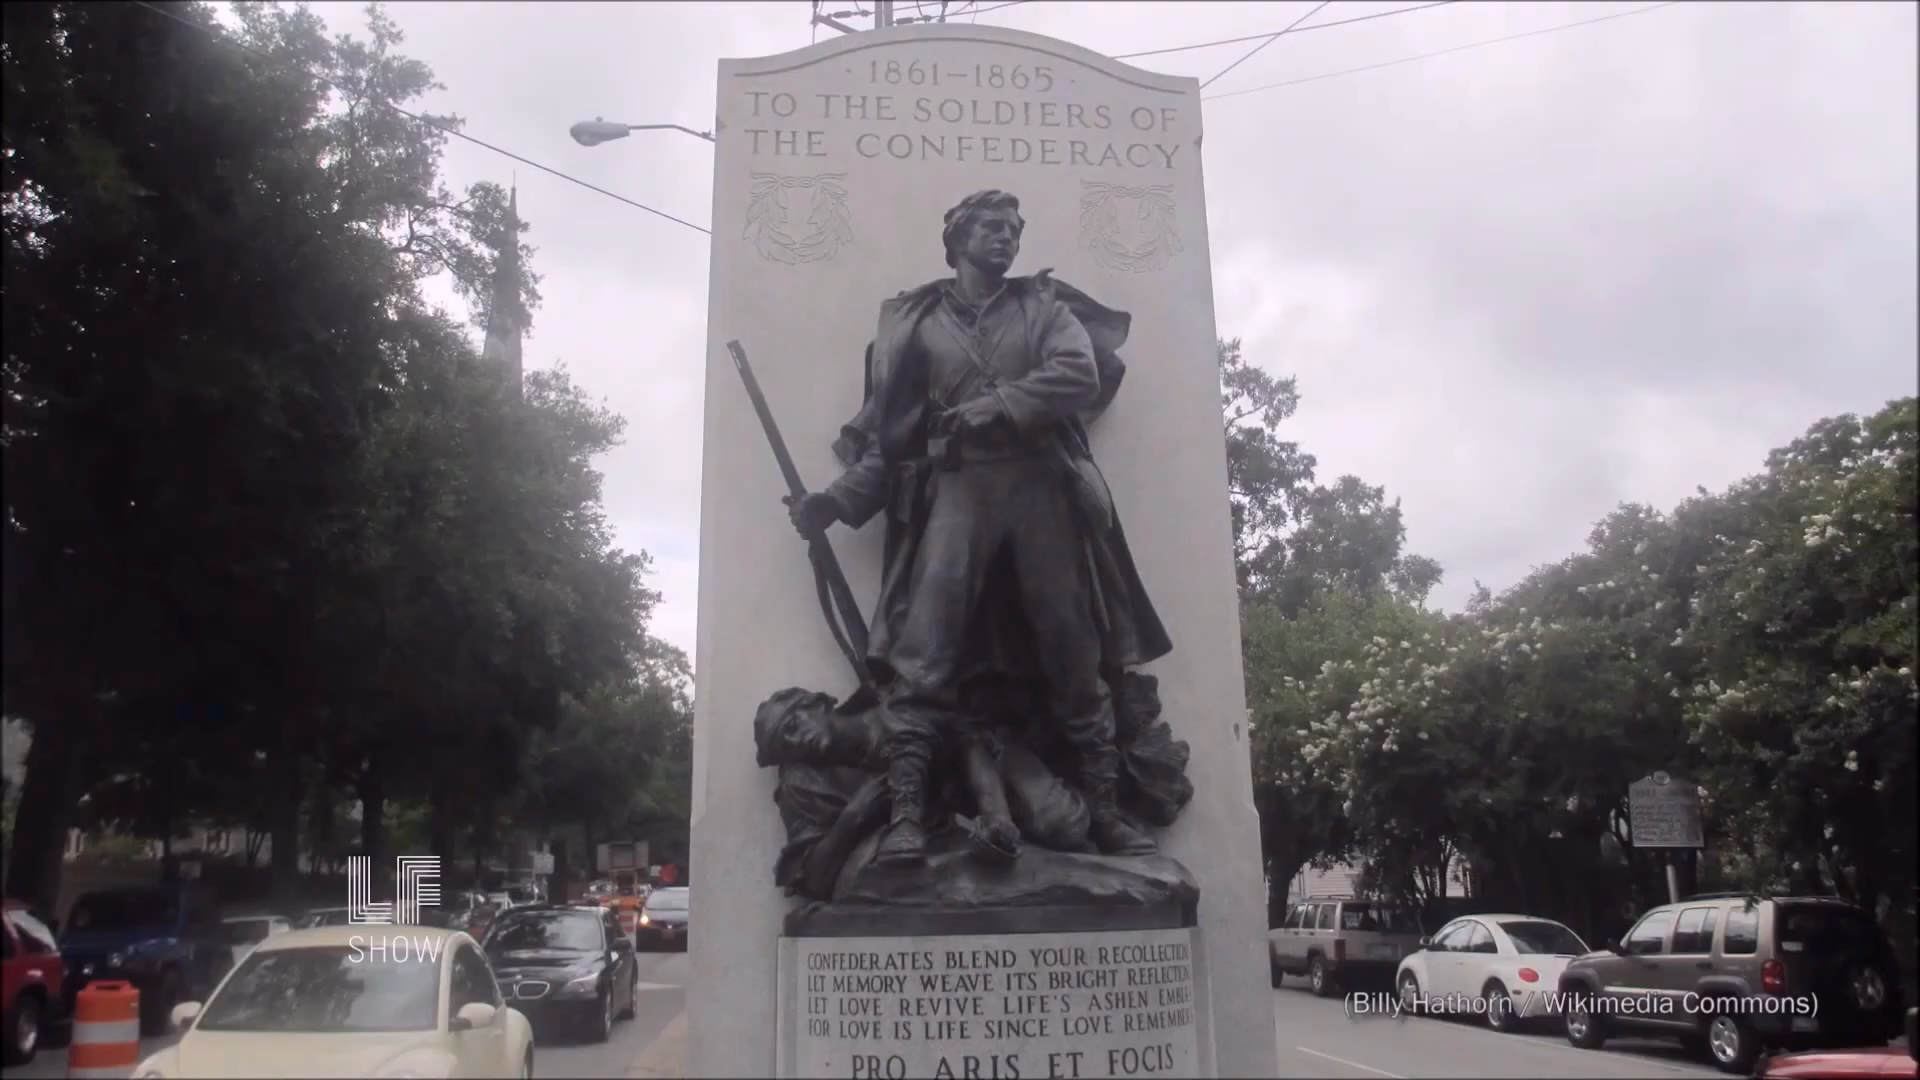 · 1861–1865 ·
TO THE SOLDIERS OF
THE CONFEDERACY
CONFEDERATES BLEND YOUR RECOLLECTION
LET MEMORY WEAVE ITS BRIGHT REFLECTION
LET LOVE REVIVE LIFE'S ASHEN EMBERS
FOR LOVE IS LIFE SINCE LOVE REMEMBERS
· PRO ARIS ET FOCIS ·
LF
SHOW
(Billy Hathorn / Wikimedia Commons)